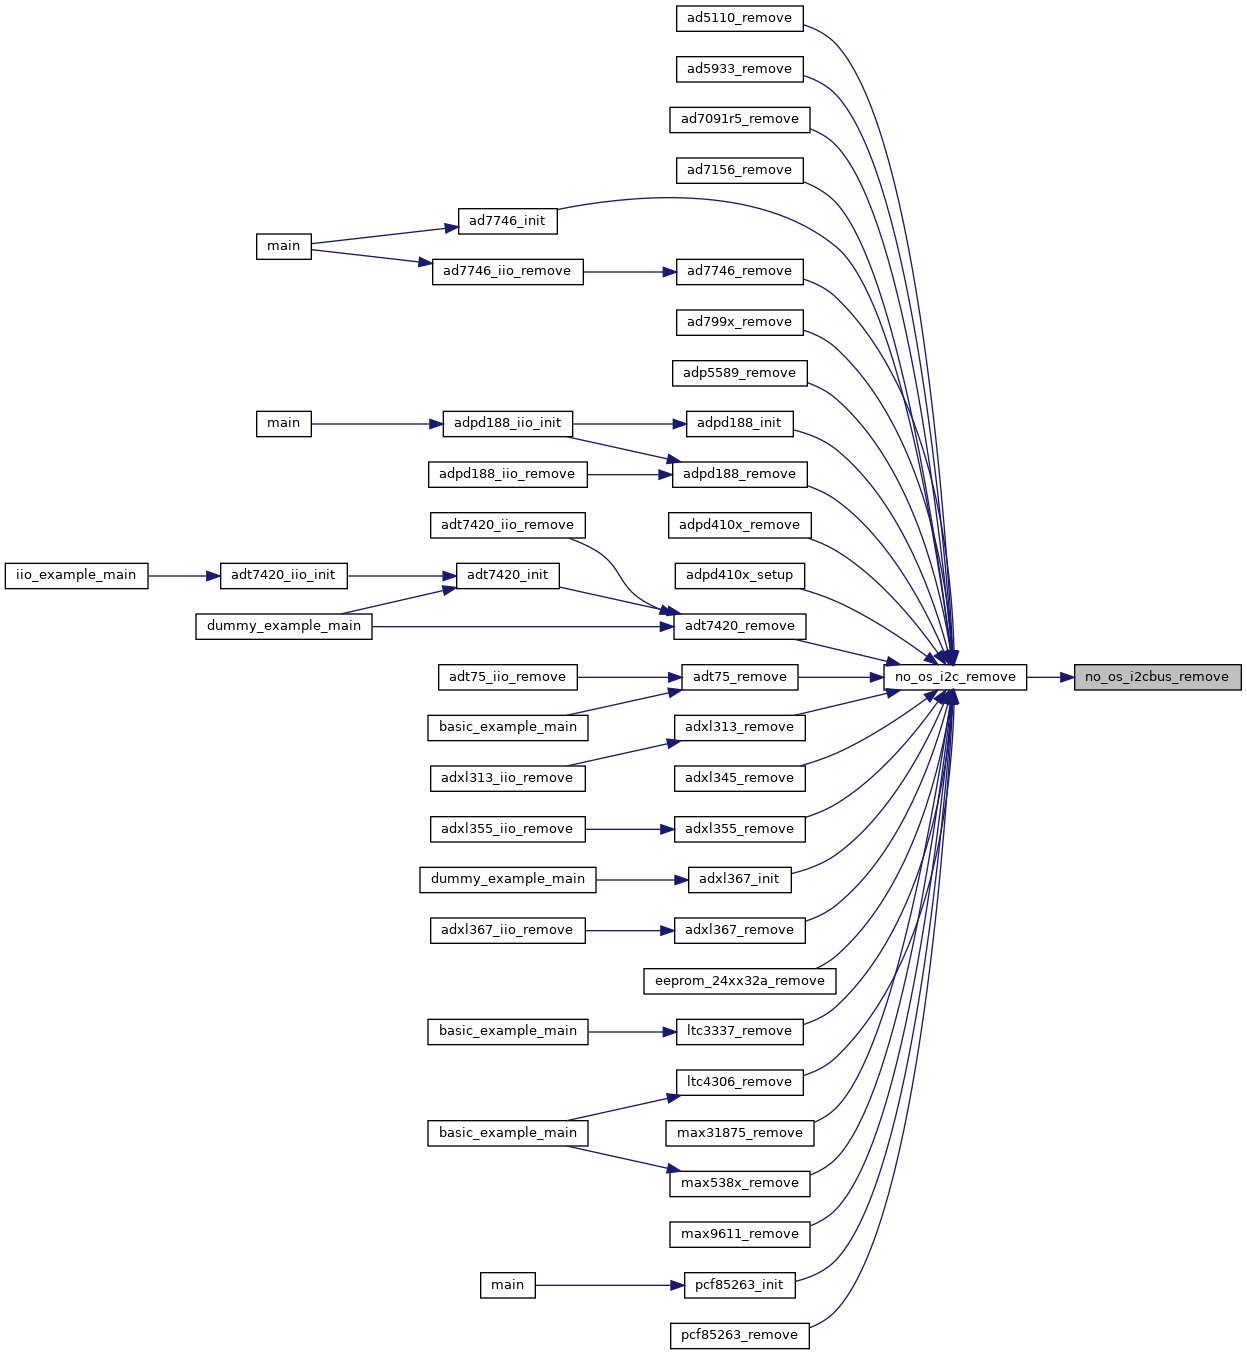 ad5110_remove
ad5933_remove
ad7091r5_remove
ad7156_remove
ad7746_init
main
ad7746_iio_remove
ad7746_remove
ad799x_remove
adp5589_remove
main
adpd188_iio_init
adpd188_init
adpd188_iio_remove
adpd188_remove
adt7420_iio_remove
adpd410x_remove
iio_example_main
adt7420_iio_init
adt7420_init
adpd410x_setup
dummy_example_main
adt7420_remove
adt75_iio_remove
adt75_remove
no_os_i2c_remove
no_os_i2cbus_remove
basic_example_main
adxl313_remove
adxl313_iio_remove
adxl345_remove
adxl355_iio_remove
adxl355_remove
dummy_example_main
adxl367_init
adxl367_iio_remove
adxl367_remove
eeprom_24xx32a_remove
basic_example_main
ltc3337_remove
ltc4306_remove
basic_example_main
max31875_remove
max538x_remove
max9611_remove
main
pcf85263_init
pcf85263_remove